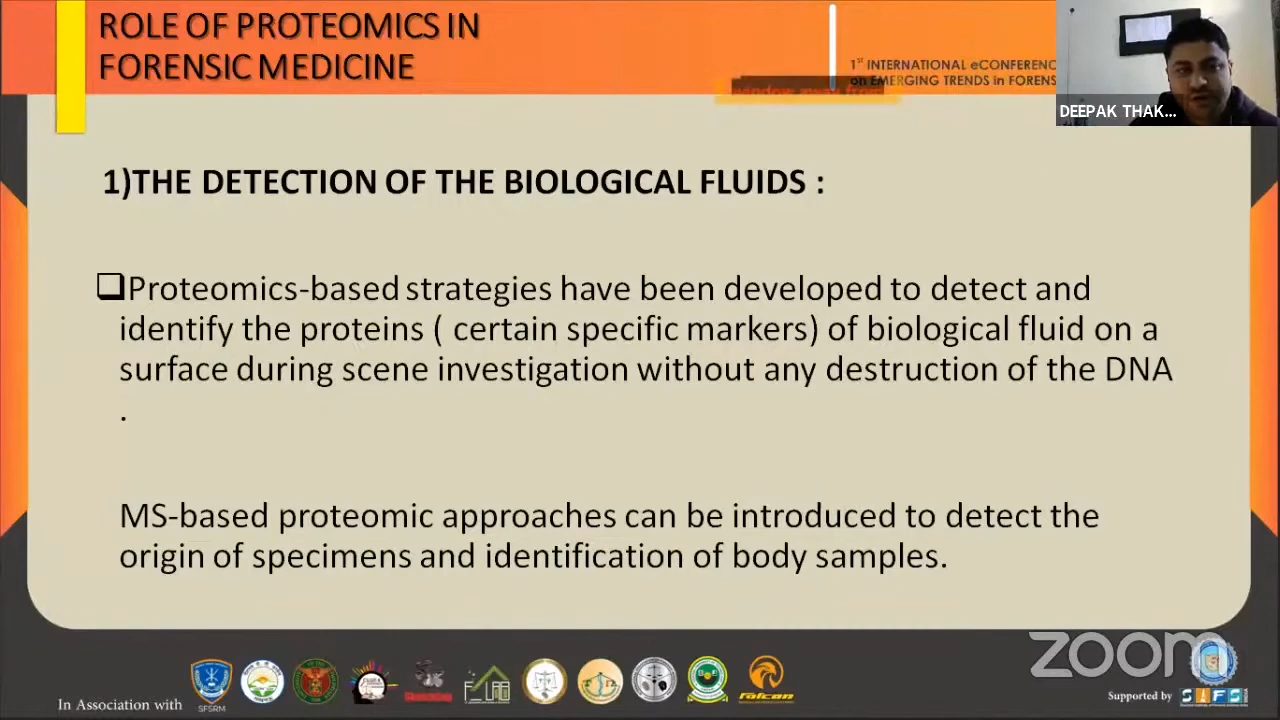 ROLE OF PROTEOMICS IN
FORENSIC MEDICINE
1ST INTERNATIONAL eCONFERENC
on EMERGING TRENDS in FORENS
DEEPAK THAK...
1)THE DETECTION OF THE BIOLOGICAL FLUIDS :
Proteomics-based strategies have been developed to detect and
identify the proteins ( certain specific markers) of biological fluid on a
surface during scene investigation without any destruction of the DNA
.
MS-based proteomic approaches can be introduced to detect the
origin of specimens and identification of body samples.
zoom
In Association with
SFSRM
LAB
falcon
Supported by
SIFS